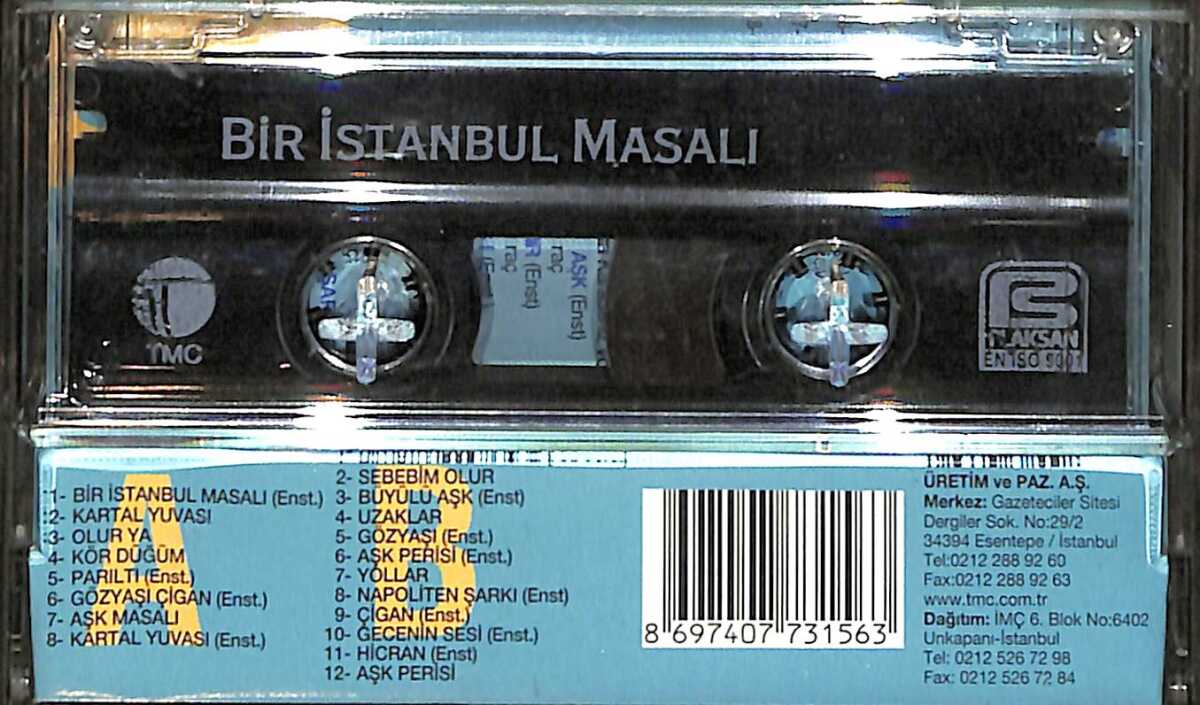 BİR İSTANBUL MASALI
TMC
AŞK (Enst)
raç
R (Enst)
raç
(Enst)
SAF
PLAKSAN
EN ISO 9001
1- BİR İSTANBUL MASALI (Enst.)
2- KARTAL YUVASI
3- OLUR YA
4- KÖR DÜĞÜM
5- PARILTI (Enst.)
6- GÖZYAŞI ÇİGAN (Enst.)
7- AŞK MASALI
8- KARTAL YUVASI (Enst.)
A
2- SEBEBİM OLUR
3- BÜYÜLÜ AŞK (Enst)
4- UZAKLAR
5- GÖZYAŞI (Enst.)
6- AŞK PERİSİ (Enst.)
7- YOLLAR
8- NAPOLİTEN ŞARKI (Enst)
9- ÇİGAN (Enst.)
10- GECENİN SESİ (Enst.)
11- HİCRAN (Enst)
12- AŞK PERİSİ
B
8 697407 731563
ÜRETİM ve PAZ. A.Ş.
Merkez: Gazeteciler Sitesi
Dergiler Sok. No:29/2
34394 Esentepe / İstanbul
Tel:0212 288 92 60
Fax:0212 288 92 63
www.tmc.com.tr
Dağıtım: İMÇ 6. Blok No:6402
Unkapanı-İstanbul
Tel: 0212 526 72 98
Fax: 0212 526 72 84